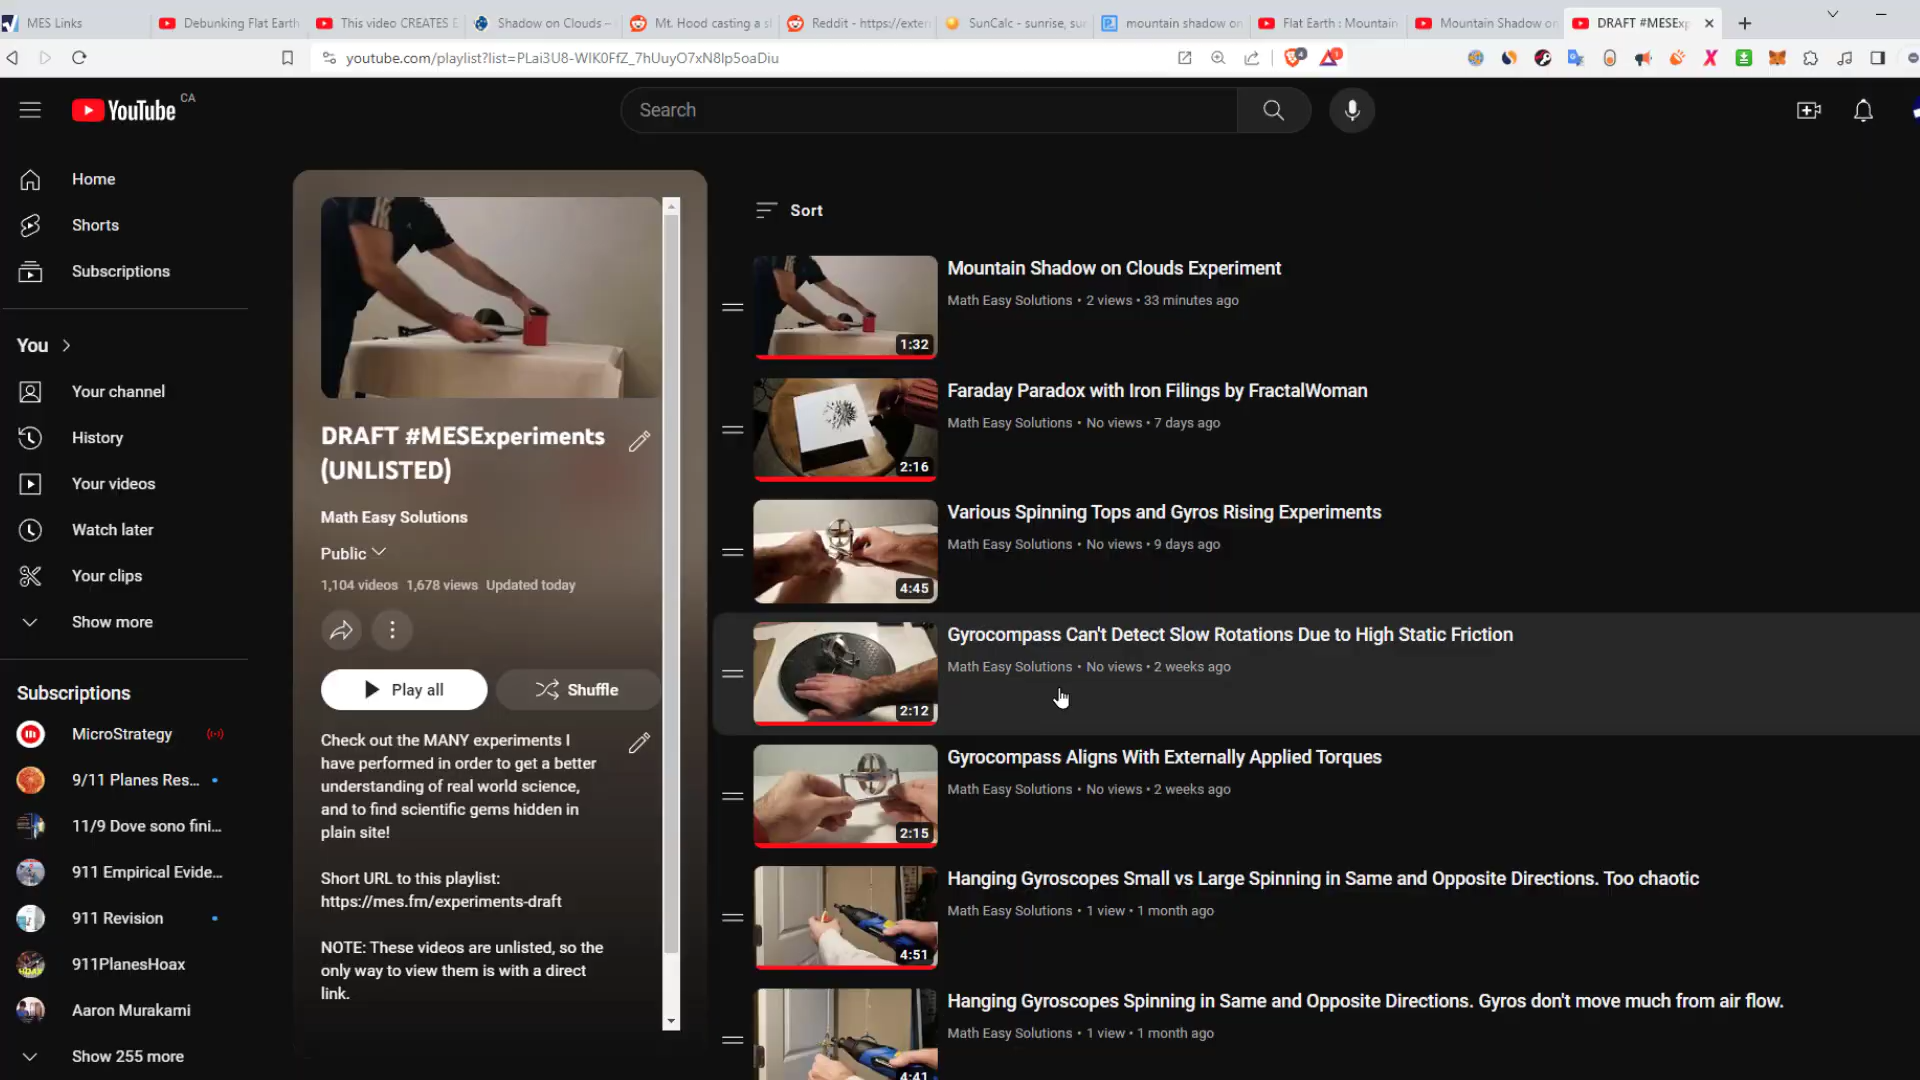 MES Links
Debunking Flat Earth
This video CREATES E
Shadow on Clouds –
Mt. Hood casting a s
Reddit - https://exter
SunCalc - sunrise, su
mountain shadow on
Flat Earth : Mountain
Mountain Shadow on
DRAFT #MESExp
youtube.com/playlist?list=PLai3U8-WIK0FfZ_7hUuyO7xN8Ip5oaDiu
YouTube CA
Search
Home
Shorts
Subscriptions
You
Your channel
History
Your videos
Watch later
Your clips
Show more
Subscriptions
MicroStrategy
9/11 Planes Res...
11/9 Dove sono fini...
911 Empirical Evide...
911 Revision
911PlanesHoax
Aaron Murakami
Show 255 more
DRAFT #MESExperiments
(UNLISTED)
Math Easy Solutions
Public
1,104 videos 1,678 views Updated today
Play all
Shuffle
Check out the MANY experiments I
have performed in order to get a better
understanding of real world science,
and to find scientific gems hidden in
plain site!
Short URL to this playlist:
https://mes.fm/experiments-draft
NOTE: These videos are unlisted, so the
only way to view them is with a direct
link.
Sort
Mountain Shadow on Clouds Experiment
Math Easy Solutions • 2 views • 33 minutes ago
1:32
Faraday Paradox with Iron Filings by FractalWoman
Math Easy Solutions • No views • 7 days ago
2:16
Various Spinning Tops and Gyros Rising Experiments
Math Easy Solutions • No views • 9 days ago
4:45
Gyrocompass Can't Detect Slow Rotations Due to High Static Friction
Math Easy Solutions • No views • 2 weeks ago
2:12
Gyrocompass Aligns With Externally Applied Torques
Math Easy Solutions • No views • 2 weeks ago
2:15
Hanging Gyroscopes Small vs Large Spinning in Same and Opposite Directions. Too chaotic
Math Easy Solutions • 1 view • 1 month ago
4:51
Hanging Gyroscopes Spinning in Same and Opposite Directions. Gyros don't move much from air flow.
Math Easy Solutions • 1 view • 1 month ago
4:41